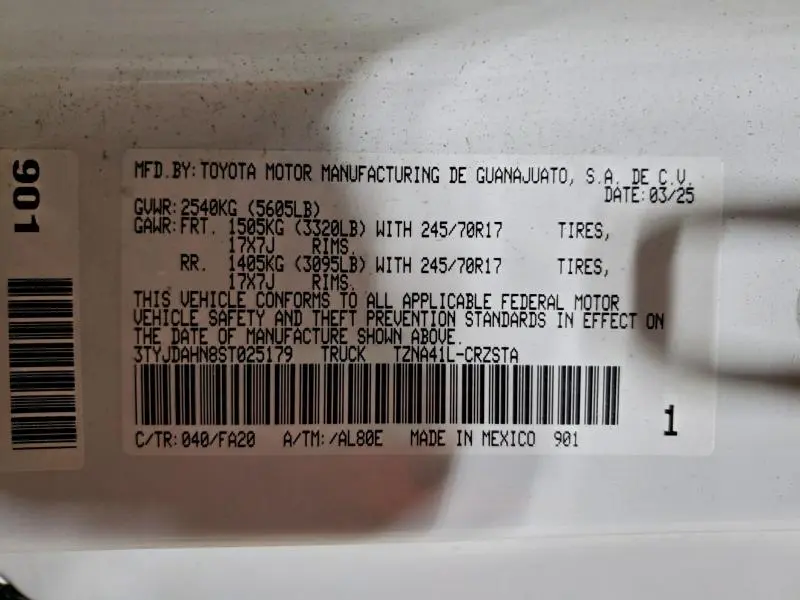 901
MFD.BY:TOYOTA MOTOR MANUFACTURING DE GUANAJUATO, S.A. DE C.V.
DATE:03/25
GVWR:2540KG (5605LB)
GAWR:FRT. 1505KG (3320LB) WITH 245/70R17 TIRES,
17X7J RIMS.
RR. 1405KG (3095LB) WITH 245/70R17 TIRES,
17X7J RIMS.
THIS VEHICLE CONFORMS TO ALL APPLICABLE FEDERAL MOTOR
VEHICLE SAFETY AND THEFT PREVENTION STANDARDS IN EFFECT ON
THE DATE OF MANUFACTURE SHOWN ABOVE.
3TYJDAHN8ST025179 TRUCK TZNA41L-CRZSTA
1
C/TR:040/FA20 A/TM:/AL80E MADE IN MEXICO 901